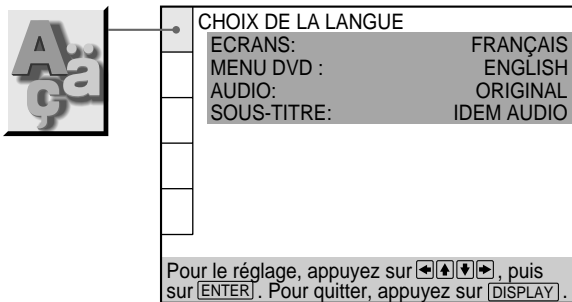 Aäç
CHOIX DE LA LANGUE
ECRANS: FRANÇAIS
MENU DVD : ENGLISH
AUDIO: ORIGINAL
SOUS-TITRE: IDEM AUDIO
Pour le réglage, appuyez sur ←↑↓→, puis
sur ENTER. Pour quitter, appuyez sur DISPLAY.